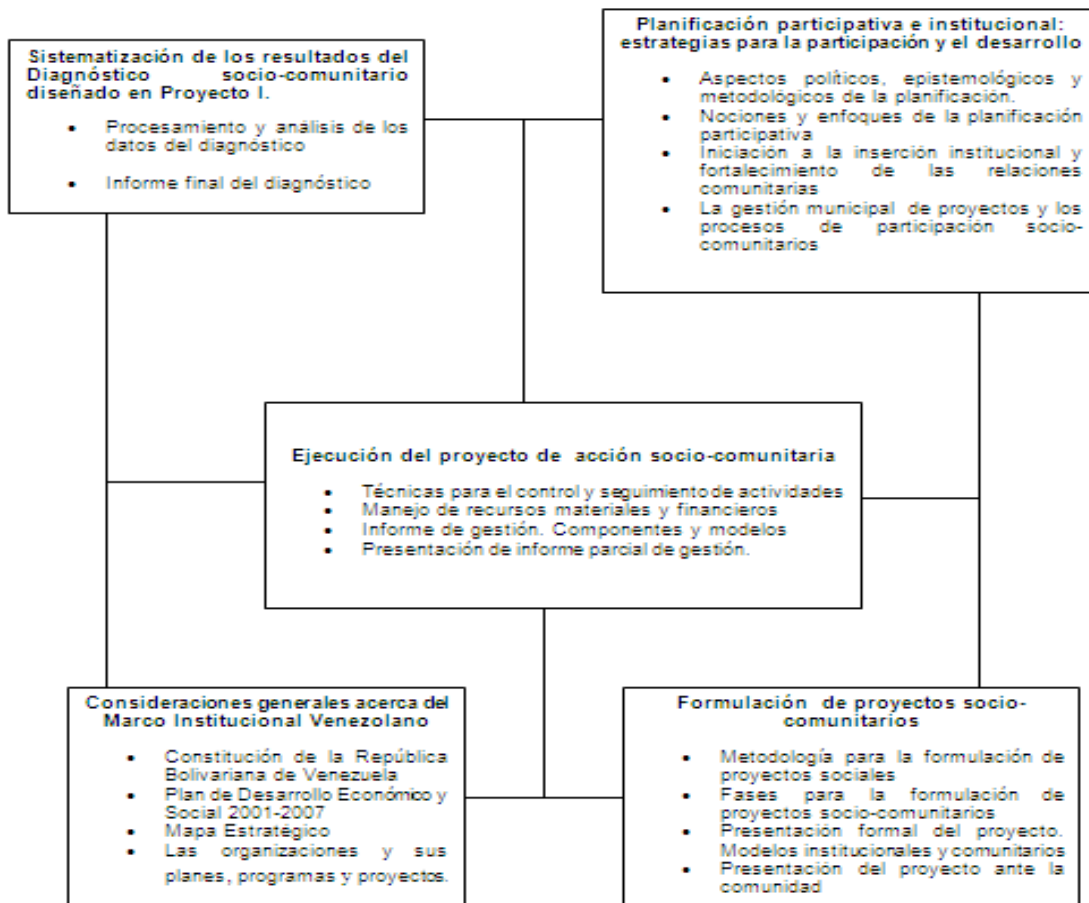 Sistematización de los resultados del
Diagnóstico socio-comunitario
diseñado en Proyecto I.
• Procesamiento y análisis de los
datos del diagnóstico
• Informe final del diagnóstico
Planificación participativa e institucional:
estrategias para la participación y el desarrollo
• Aspectos políticos, epistemológicos y
metodológicos de la planificación.
• Nociones y enfoques de la planificación
participativa
• Iniciación a la inserción institucional y
fortalecimiento de las relaciones
comunitarias
• La gestión municipal de proyectos y los
procesos de participación socio-
comunitarios
Ejecución del proyecto de acción socio-comunitaria
• Técnicas para el control y seguimiento de actividades
• Manejo de recursos materiales y financieros
• Informe de gestión. Componentes y modelos
• Presentación de informe parcial de gestión.
Consideraciones generales acerca del
Marco Institucional Venezolano
• Constitución de la República
Bolivariana de Venezuela
• Plan de Desarrollo Económico y
Social 2001-2007
• Mapa Estratégico
• Las organizaciones y sus
planes, programas y proyectos.
Formulación de proyectos socio-
comunitarios
• Metodología para la formulación de
proyectos sociales
• Fases para la formulación de
proyectos socio-comunitarios
• Presentación formal del proyecto.
Modelos institucionales y comunitarios
• Presentación del proyecto ante la
comunidad